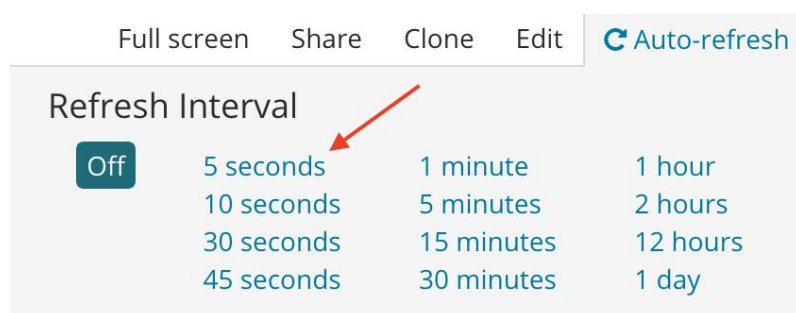 Full screen Share Clone Edit Auto-refresh
Refresh Interval
Off 5 seconds 1 minute 1 hour
10 seconds 5 minutes 2 hours
30 seconds 15 minutes 12 hours
45 seconds 30 minutes 1 day